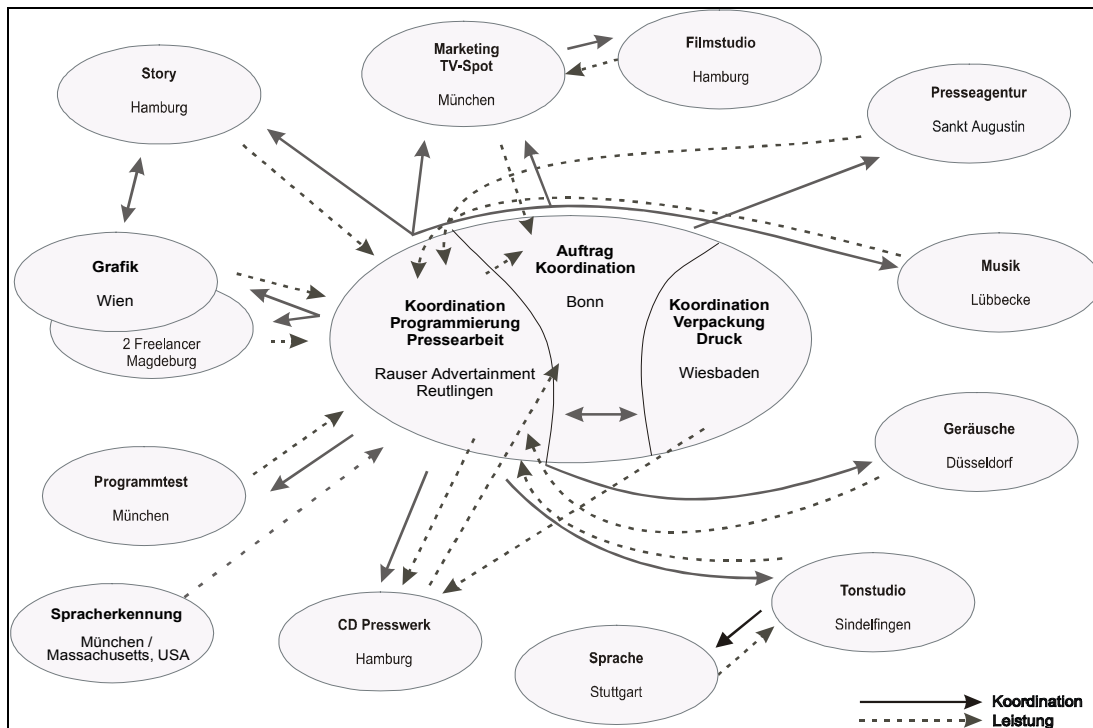 Marketing
TV-Spot
München
Filmstudio
Hamburg
Story
Hamburg
Presseagentur
Sankt Augustin
Grafik
Wien
2 Freelancer
Magdeburg
Auftrag
Koordination
Bonn
Koordination
Programmierung
Pressearbeit
Rauser Advertainment
Reutlingen
Koordination
Verpackung
Druck
Wiesbaden
Musik
Lübbecke
Geräusche
Düsseldorf
Programmtest
München
Spracherkennung
München /
Massachusetts, USA
CD Presswerk
Hamburg
Sprache
Stuttgart
Tonstudio
Sindelfingen
Koordination
Leistung